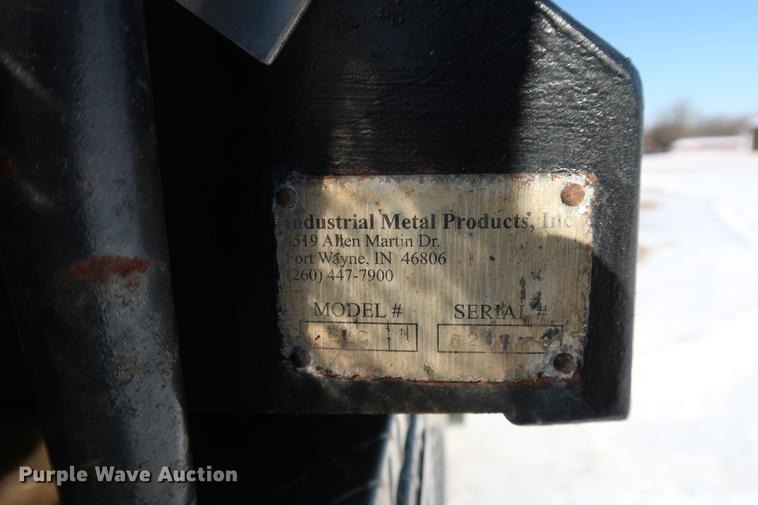 Industrial Metal Products, Inc
4519 Allen Martin Dr.
Fort Wayne, IN 46806
(260) 447-7900
MODEL # SERIAL #
Purple Wave Auction